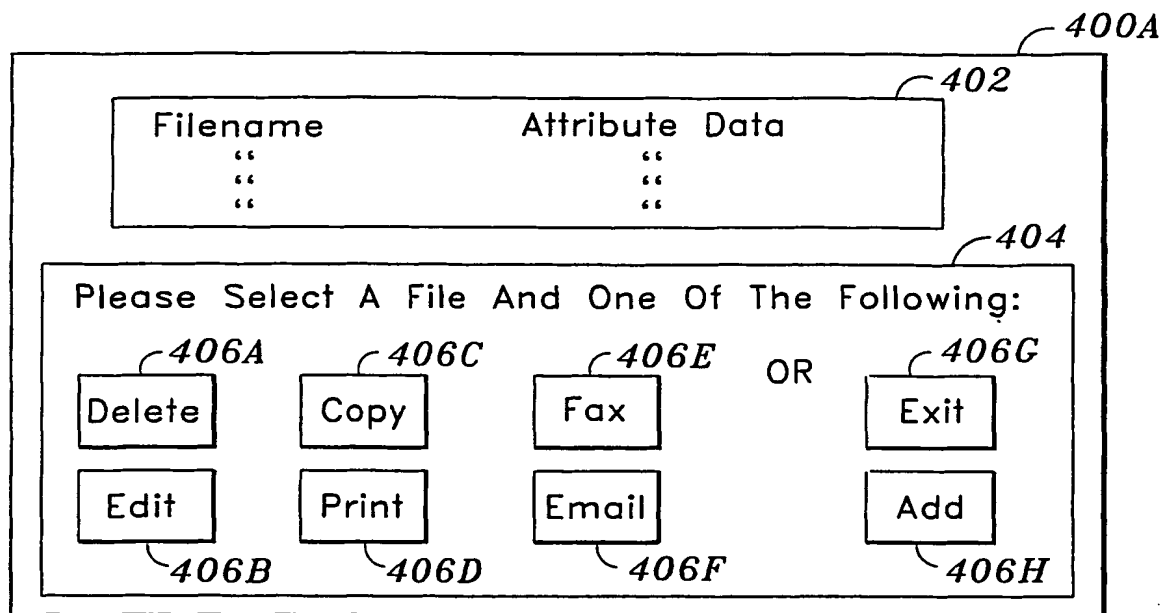 400A
402
Filename Attribute Data
“ “
“ “
“ “
404
Please Select A File And One Of The Following:
406A 406C 406E OR 406G
Delete Copy Fax Exit
Edit Print Email Add
406B 406D 406F 406H